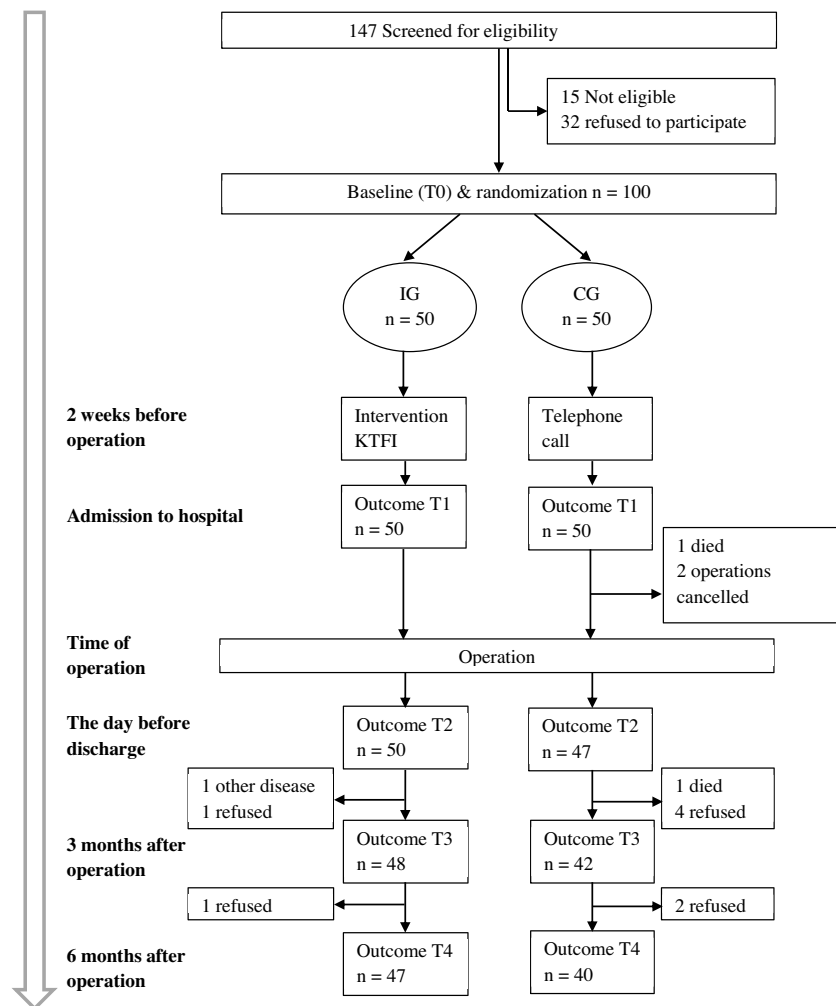 147 Screened for eligibility
15 Not eligible
32 refused to participate
Baseline (T0) & randomization n = 100
IG
n = 50
CG
n = 50
2 weeks before
operation
Intervention
KTFI
Telephone
call
Admission to hospital
Outcome T1
n = 50
Outcome T1
n = 50
1 died
2 operations
cancelled
Time of
operation
Operation
The day before
discharge
Outcome T2
n = 50
Outcome T2
n = 47
1 other disease
1 refused
1 died
4 refused
3 months after
operation
Outcome T3
n = 48
Outcome T3
n = 42
1 refused
2 refused
6 months after
operation
Outcome T4
n = 47
Outcome T4
n = 40